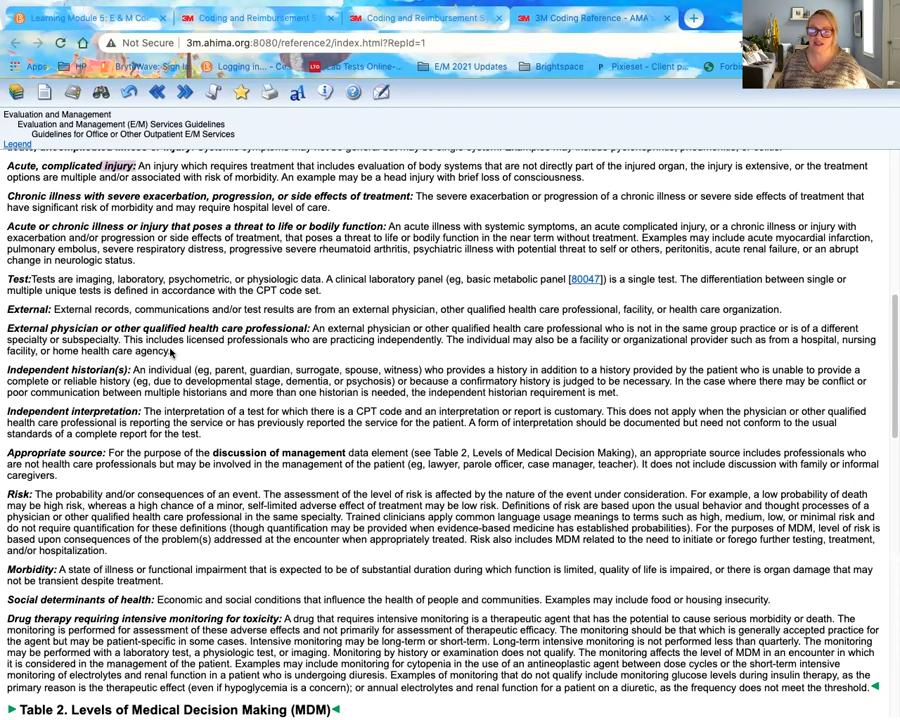 Learning Module 5: E & M Co
Coding and Reimbursement S
Coding and Reimbursement S
3M Coding Reference - AMA's
Not Secure | 3m.ahima.org:8080/reference2/index.html?RepId=1
Apps
HP
BrytyWave: Sign In
Logging in... - Ce
Lab Tests Online-...
E/M 2021 Updates
Brightspace
Pixieset - Client p...
Forbi
Evaluation and Management
Evaluation and Management (E/M) Services Guidelines
Guidelines for Office or Other Outpatient E/M Services
Legend
Acute, complicated injury: An injury which requires treatment that includes evaluation of body systems that are not directly part of the injured organ, the injury is extensive, or the treatment
options are multiple and/or associated with risk of morbidity. An example may be a head injury with brief loss of consciousness.
Chronic illness with severe exacerbation, progression, or side effects of treatment: The severe exacerbation or progression of a chronic illness or severe side effects of treatment that
have significant risk of morbidity and may require hospital level of care.
Acute or chronic illness or injury that poses a threat to life or bodily function: An acute illness with systemic symptoms, an acute complicated injury, or a chronic illness or injury with
exacerbation and/or progression or side effects of treatment, that poses a threat to life or bodily function in the near term without treatment. Examples may include acute myocardial infarction,
pulmonary embolus, severe respiratory distress, progressive severe rheumatoid arthritis, psychiatric illness with potential threat to self or others, peritonitis, acute renal failure, or an abrupt
change in neurologic status.
Test:Tests are imaging, laboratory, psychometric, or physiologic data. A clinical laboratory panel (eg, basic metabolic panel [80047]) is a single test. The differentiation between single or
multiple unique tests is defined in accordance with the CPT code set.
External: External records, communications and/or test results are from an external physician, other qualified health care professional, facility, or health care organization.
External physician or other qualified health care professional: An external physician or other qualified health care professional who is not in the same group practice or is of a different
specialty or subspecialty. This includes licensed professionals who are practicing independently. The individual may also be a facility or organizational provider such as from a hospital, nursing
facility, or home health care agency.
Independent historian(s): An individual (eg, parent, guardian, surrogate, spouse, witness) who provides a history in addition to a history provided by the patient who is unable to provide a
complete or reliable history (eg, due to developmental stage, dementia, or psychosis) or because a confirmatory history is judged to be necessary. In the case where there may be conflict or
poor communication between multiple historians and more than one historian is needed, the independent historian requirement is met.
Independent interpretation: The interpretation of a test for which there is a CPT code and an interpretation or report is customary. This does not apply when the physician or other qualified
health care professional is reporting the service or has previously reported the service for the patient. A form of interpretation should be documented but need not conform to the usual
standards of a complete report for the test.
Appropriate source: For the purpose of the discussion of management data element (see Table 2, Levels of Medical Decision Making), an appropriate source includes professionals who
are not health care professionals but may be involved in the management of the patient (eg, lawyer, parole officer, case manager, teacher). It does not include discussion with family or informal
caregivers.
Risk: The probability and/or consequences of an event. The assessment of the level of risk is affected by the nature of the event under consideration. For example, a low probability of death
may be high risk, whereas a high chance of a minor, self-limited adverse effect of treatment may be low risk. Definitions of risk are based upon the usual behavior and thought processes of a
physician or other qualified health care professional in the same specialty. Trained clinicians apply common language usage meanings to terms such as high, medium, low, or minimal risk and
do not require quantification for these definitions (though quantification may be provided when evidence-based medicine has established probabilities). For the purposes of MDM, level of risk is
based upon consequences of the problem(s) addressed at the encounter when appropriately treated. Risk also includes MDM related to the need to initiate or forego further testing, treatment,
and/or hospitalization.
Morbidity: A state of illness or functional impairment that is expected to be of substantial duration during which function is limited, quality of life is impaired, or there is organ damage that may
not be transient despite treatment.
Social determinants of health: Economic and social conditions that influence the health of people and communities. Examples may include food or housing insecurity.
Drug therapy requiring intensive monitoring for toxicity: A drug that requires intensive monitoring is a therapeutic agent that has the potential to cause serious morbidity or death. The
monitoring is performed for assessment of these adverse effects and not primarily for assessment of therapeutic efficacy. The monitoring should be that which is generally accepted practice for
the agent but may be patient-specific in some cases. Intensive monitoring may be long-term or short-term. Long-term intensive monitoring is not performed less than quarterly. The monitoring
may be performed with a laboratory test, a physiologic test, or imaging. Monitoring by history or examination does not qualify. The monitoring affects the level of MDM in an encounter in which
it is considered in the management of the patient. Examples may include monitoring for cytopenia in the use of an antineoplastic agent between dose cycles or the short-term intensive
monitoring of electrolytes and renal function in a patient who is undergoing diuresis. Examples of monitoring that do not qualify include monitoring glucose levels during insulin therapy, as the
primary reason is the therapeutic effect (even if hypoglycemia is a concern); or annual electrolytes and renal function for a patient on a diuretic, as the frequency does not meet the threshold.
Table 2. Levels of Medical Decision Making (MDM)